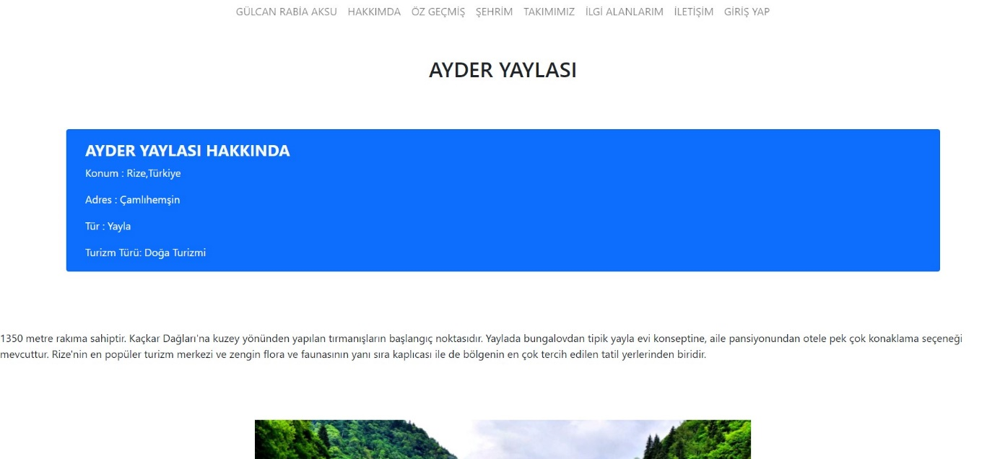 GÜLCAN RABİA AKSU HAKKIMDA ÖZ GEÇMİŞ ŞEHRİM TAKIMIMIZ İLGİ ALANLARIM İLETİŞİM GİRİŞ YAP
AYDER YAYLASI
AYDER YAYLASI HAKKINDA
Konum : Rize,Türkiye
Adres : Çamlıhemşin
Tür : Yayla
Turizm Türü: Doğa Turizmi
1350 metre rakıma sahiptir. Kaçkar Dağları'na kuzey yönünden yapılan tırmanışların başlangıç noktasıdır. Yaylada bungalovdan tipik yayla evi konseptine, aile pansiyonundan otele pek çok konaklama seçeneği
mevcuttur. Rize'nin en popüler turizm merkezi ve zengin flora ve faunasının yanı sıra kaplıcası ile de bölgenin en çok tercih edilen tatil yerlerinden biridir.